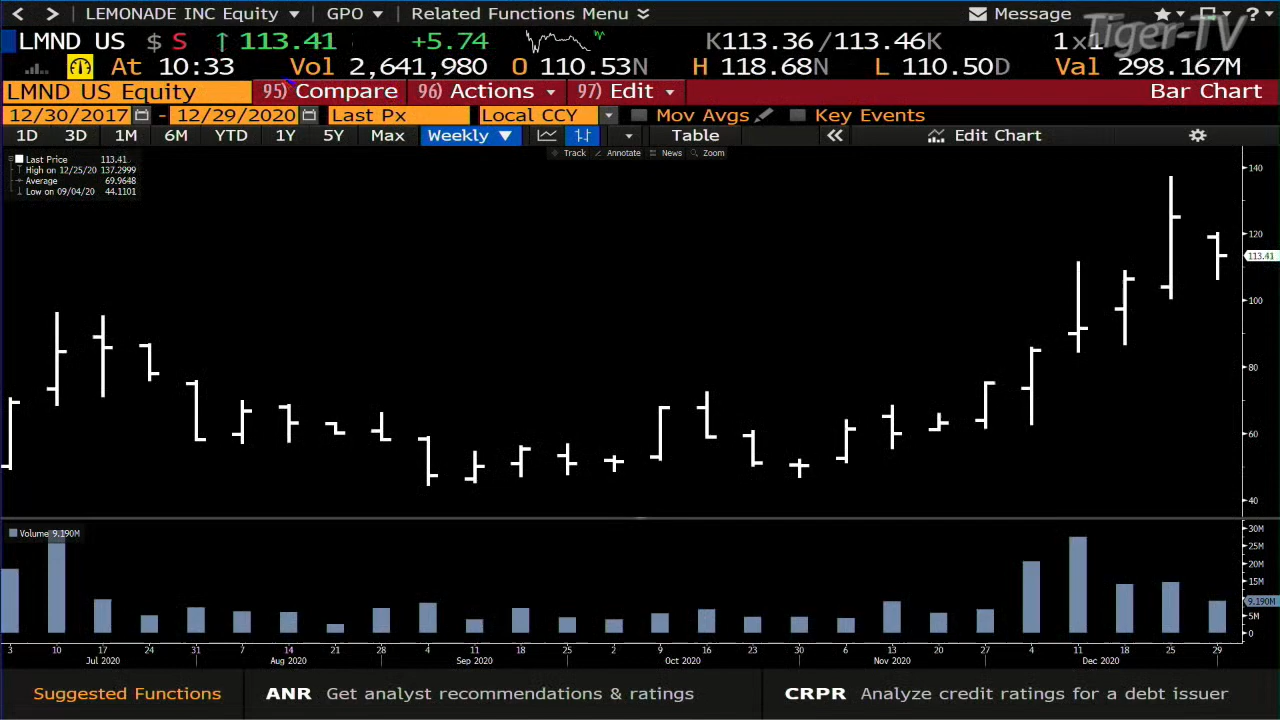 < > LEMONADE INC Equity GPO Related Functions Menu Message ?
LMND US $ S ↑ 113.41 +5.74 K113.36/113.46K 1x1 Tiger-TV
At 10:33 Vol 2,641,980 O 110.53N H 118.68N L 110.50D Val 298.167M
LMND US Equity 95) Compare 96) Actions 97) Edit Bar Chart
12/30/2017 - 12/29/2020 Last Px Local CCY Mov Avgs Key Events
1D 3D 1M 6M YTD 1Y 5Y Max Weekly ▼ Table « Edit Chart
Track Annotate News Zoom
Last Price 113.41
High on 12/25/20 137.2999
Average 69.9648
Low on 09/04/20 44.1101
140
120
113.41
100
80
60
40
Volume 9.190M
30M
25M
20M
15M
9.190M
5M
0
3 10 17 24 31 7 14 21 28 4 11 18 25 2 9 16 23 30 6 13 20 27 4 11 18 25 29
Jul 2020 Aug 2020 Sep 2020 Oct 2020 Nov 2020 Dec 2020
Suggested Functions ANR Get analyst recommendations & ratings CRPR Analyze credit ratings for a debt issuer